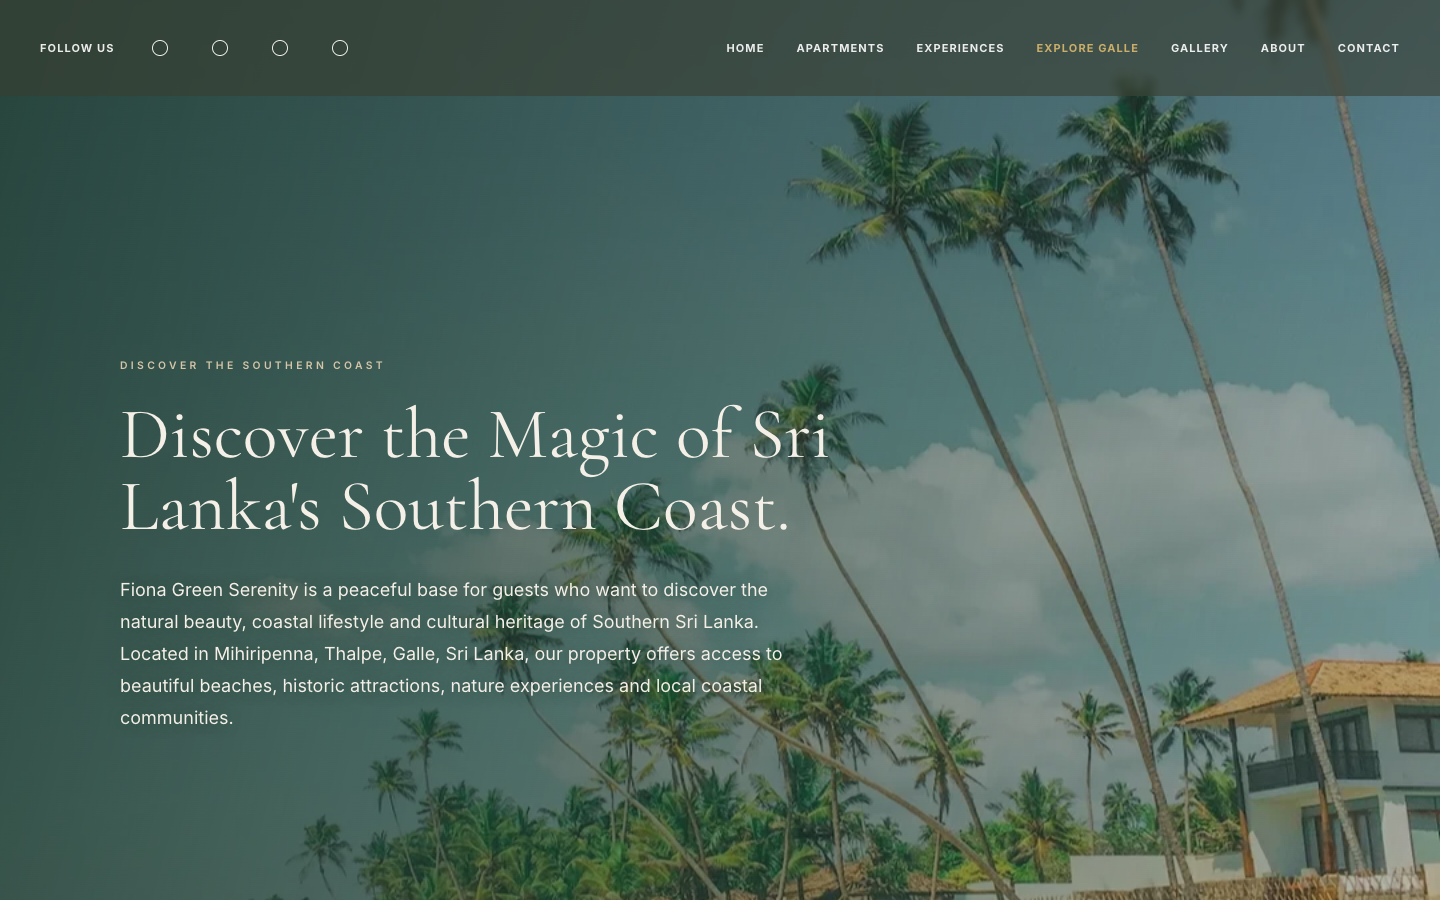 FOLLOW US
HOME APARTMENTS EXPERIENCES EXPLORE GALLE GALLERY ABOUT CONTACT
DISCOVER THE SOUTHERN COAST
Discover the Magic of Sri
Lanka's Southern Coast.
Fiona Green Serenity is a peaceful base for guests who want to discover the
natural beauty, coastal lifestyle and cultural heritage of Southern Sri Lanka.
Located in Mihiripenna, Thalpe, Galle, Sri Lanka, our property offers access to
beautiful beaches, historic attractions, nature experiences and local coastal
communities.